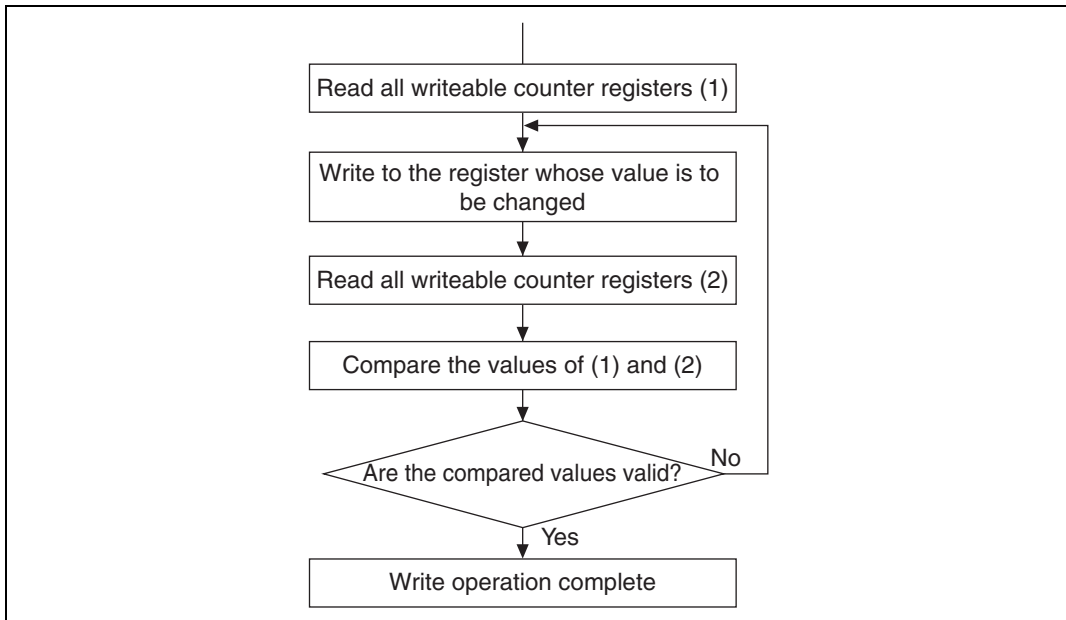 Read all writeable counter registers (1)
Write to the register whose value is to
be changed
Read all writeable counter registers (2)
Compare the values of (1) and (2)
Are the compared values valid?
No
Yes
Write operation complete